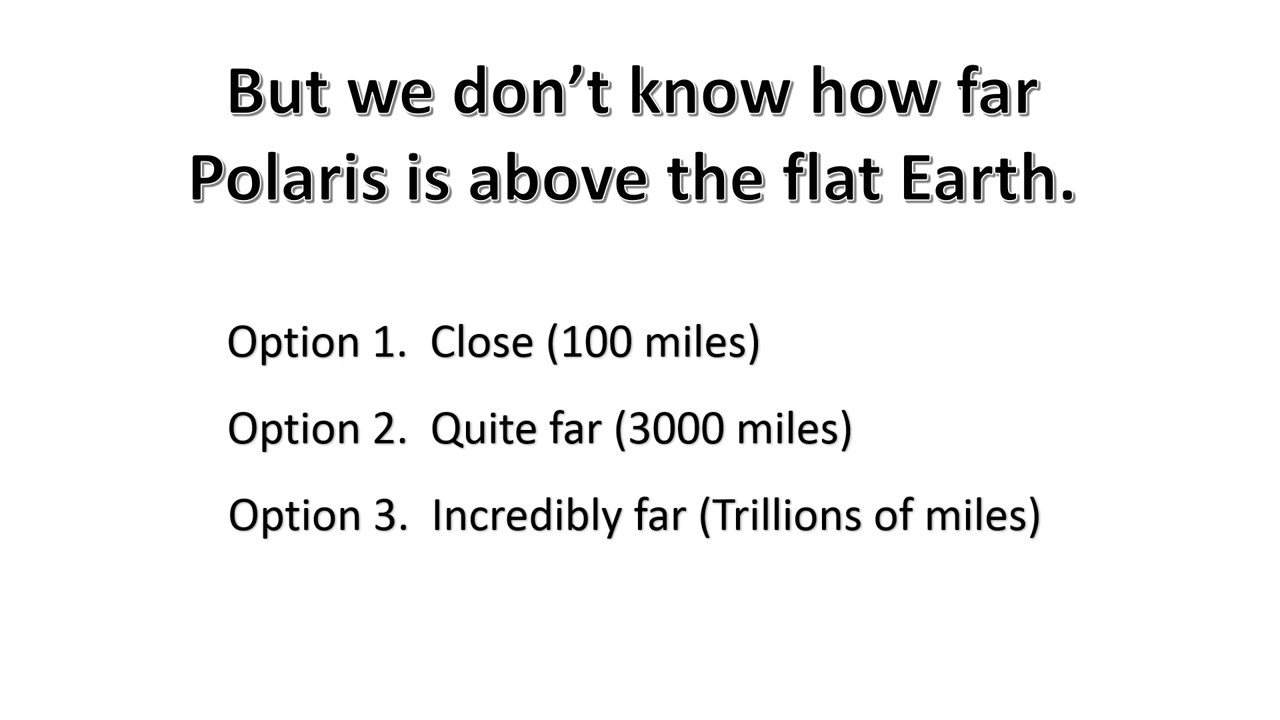 But we don’t know how far
Polaris is above the flat Earth.
Option 1.  Close (100 miles)
Option 2.  Quite far (3000 miles)
Option 3.  Incredibly far (Trillions of miles)